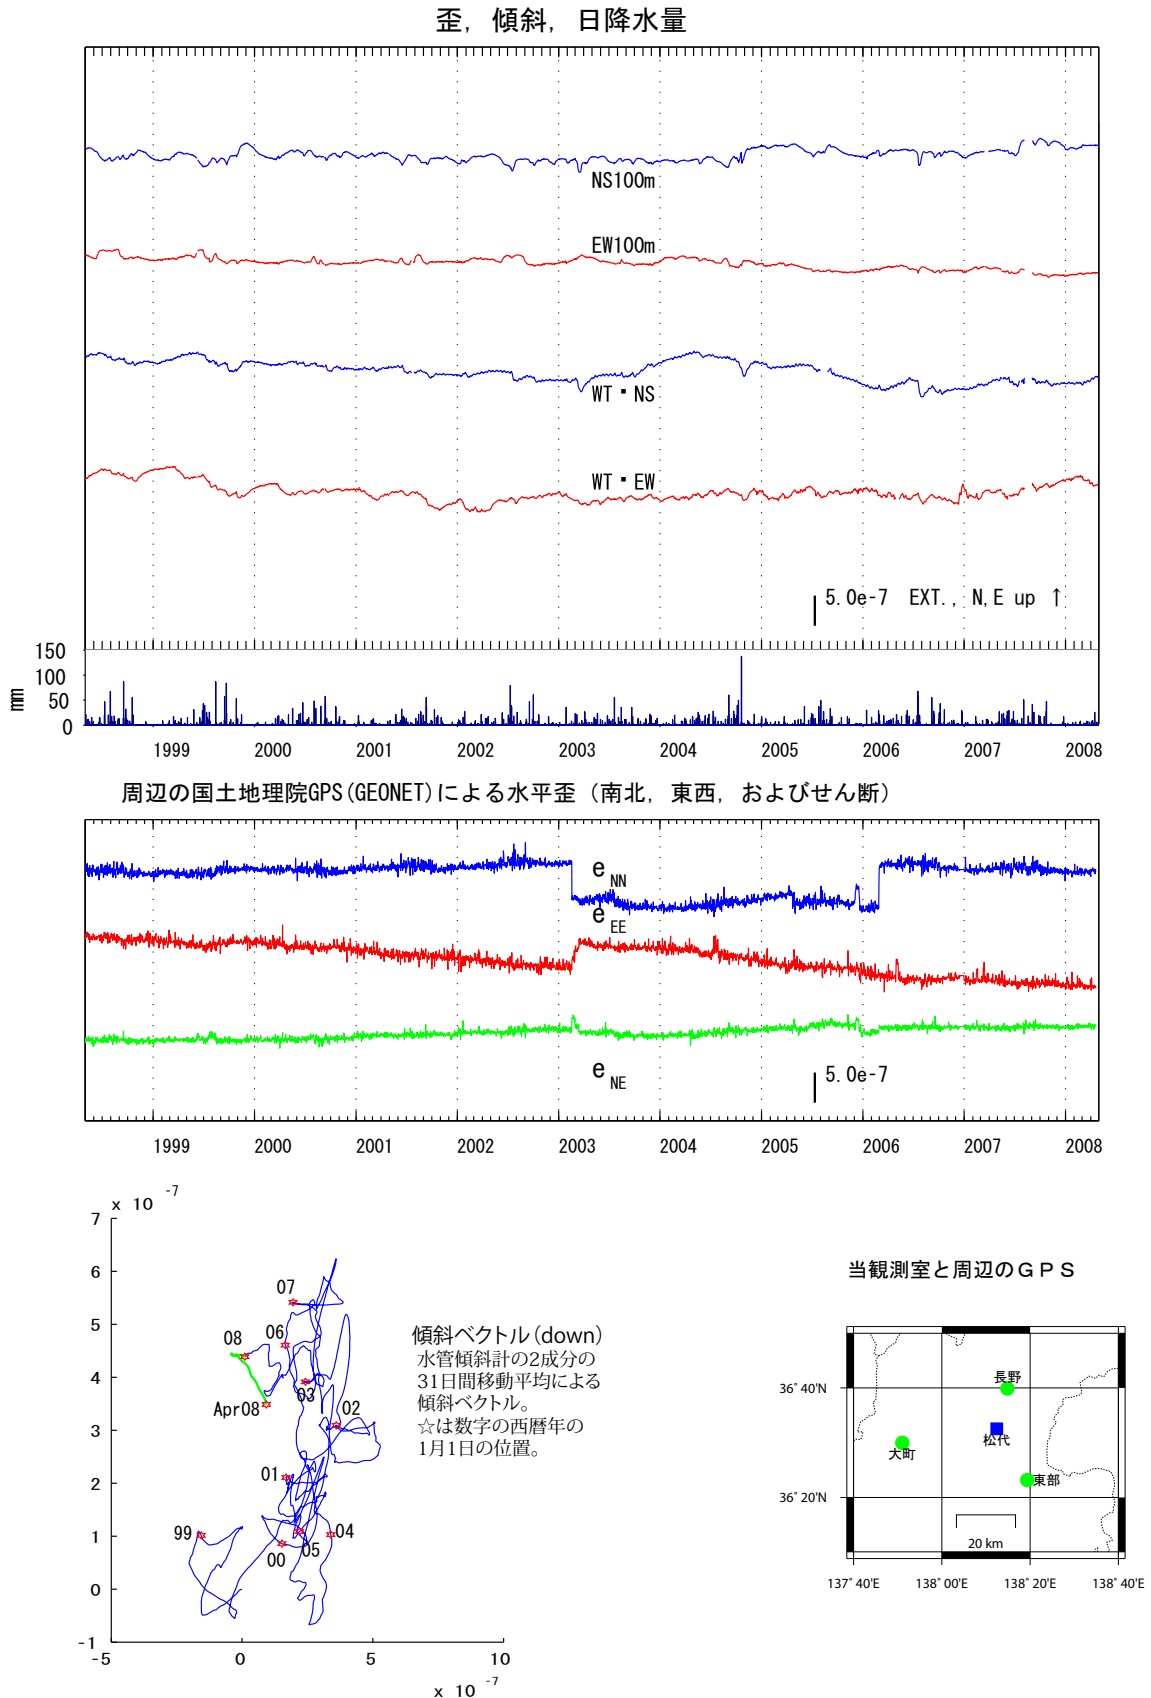 歪, 傾斜, 日降水量
NS100m
EW100m
WT・NS
WT・EW
5.0e-7 EXT., N,E up ↑
150
100
50
0
mm
1999 2000 2001 2002 2003 2004 2005 2006 2007 2008
周辺の国土地理院GPS(GEONET)による水平歪（南北, 東西, およびせん断）
e NN
e EE
e NE
5.0e-7
1999 2000 2001 2002 2003 2004 2005 2006 2007 2008
x 10 -7
7
6
5
4
3
2
1
0
-1
-5 0 5 10
x 10 -7
07
06
08
03
Apr08
02
01
99
04
05
00
傾斜ベクトル(down)
水管傾斜計の2成分の
31日間移動平均による
傾斜ベクトル。
☆は数字の西暦年の
1月1日の位置。
当観測室と周辺のＧＰＳ
36°40'N
36°20'N
長野
松代
大町
東部
20 km
137°40'E 138°00'E 138°20'E 138°40'E